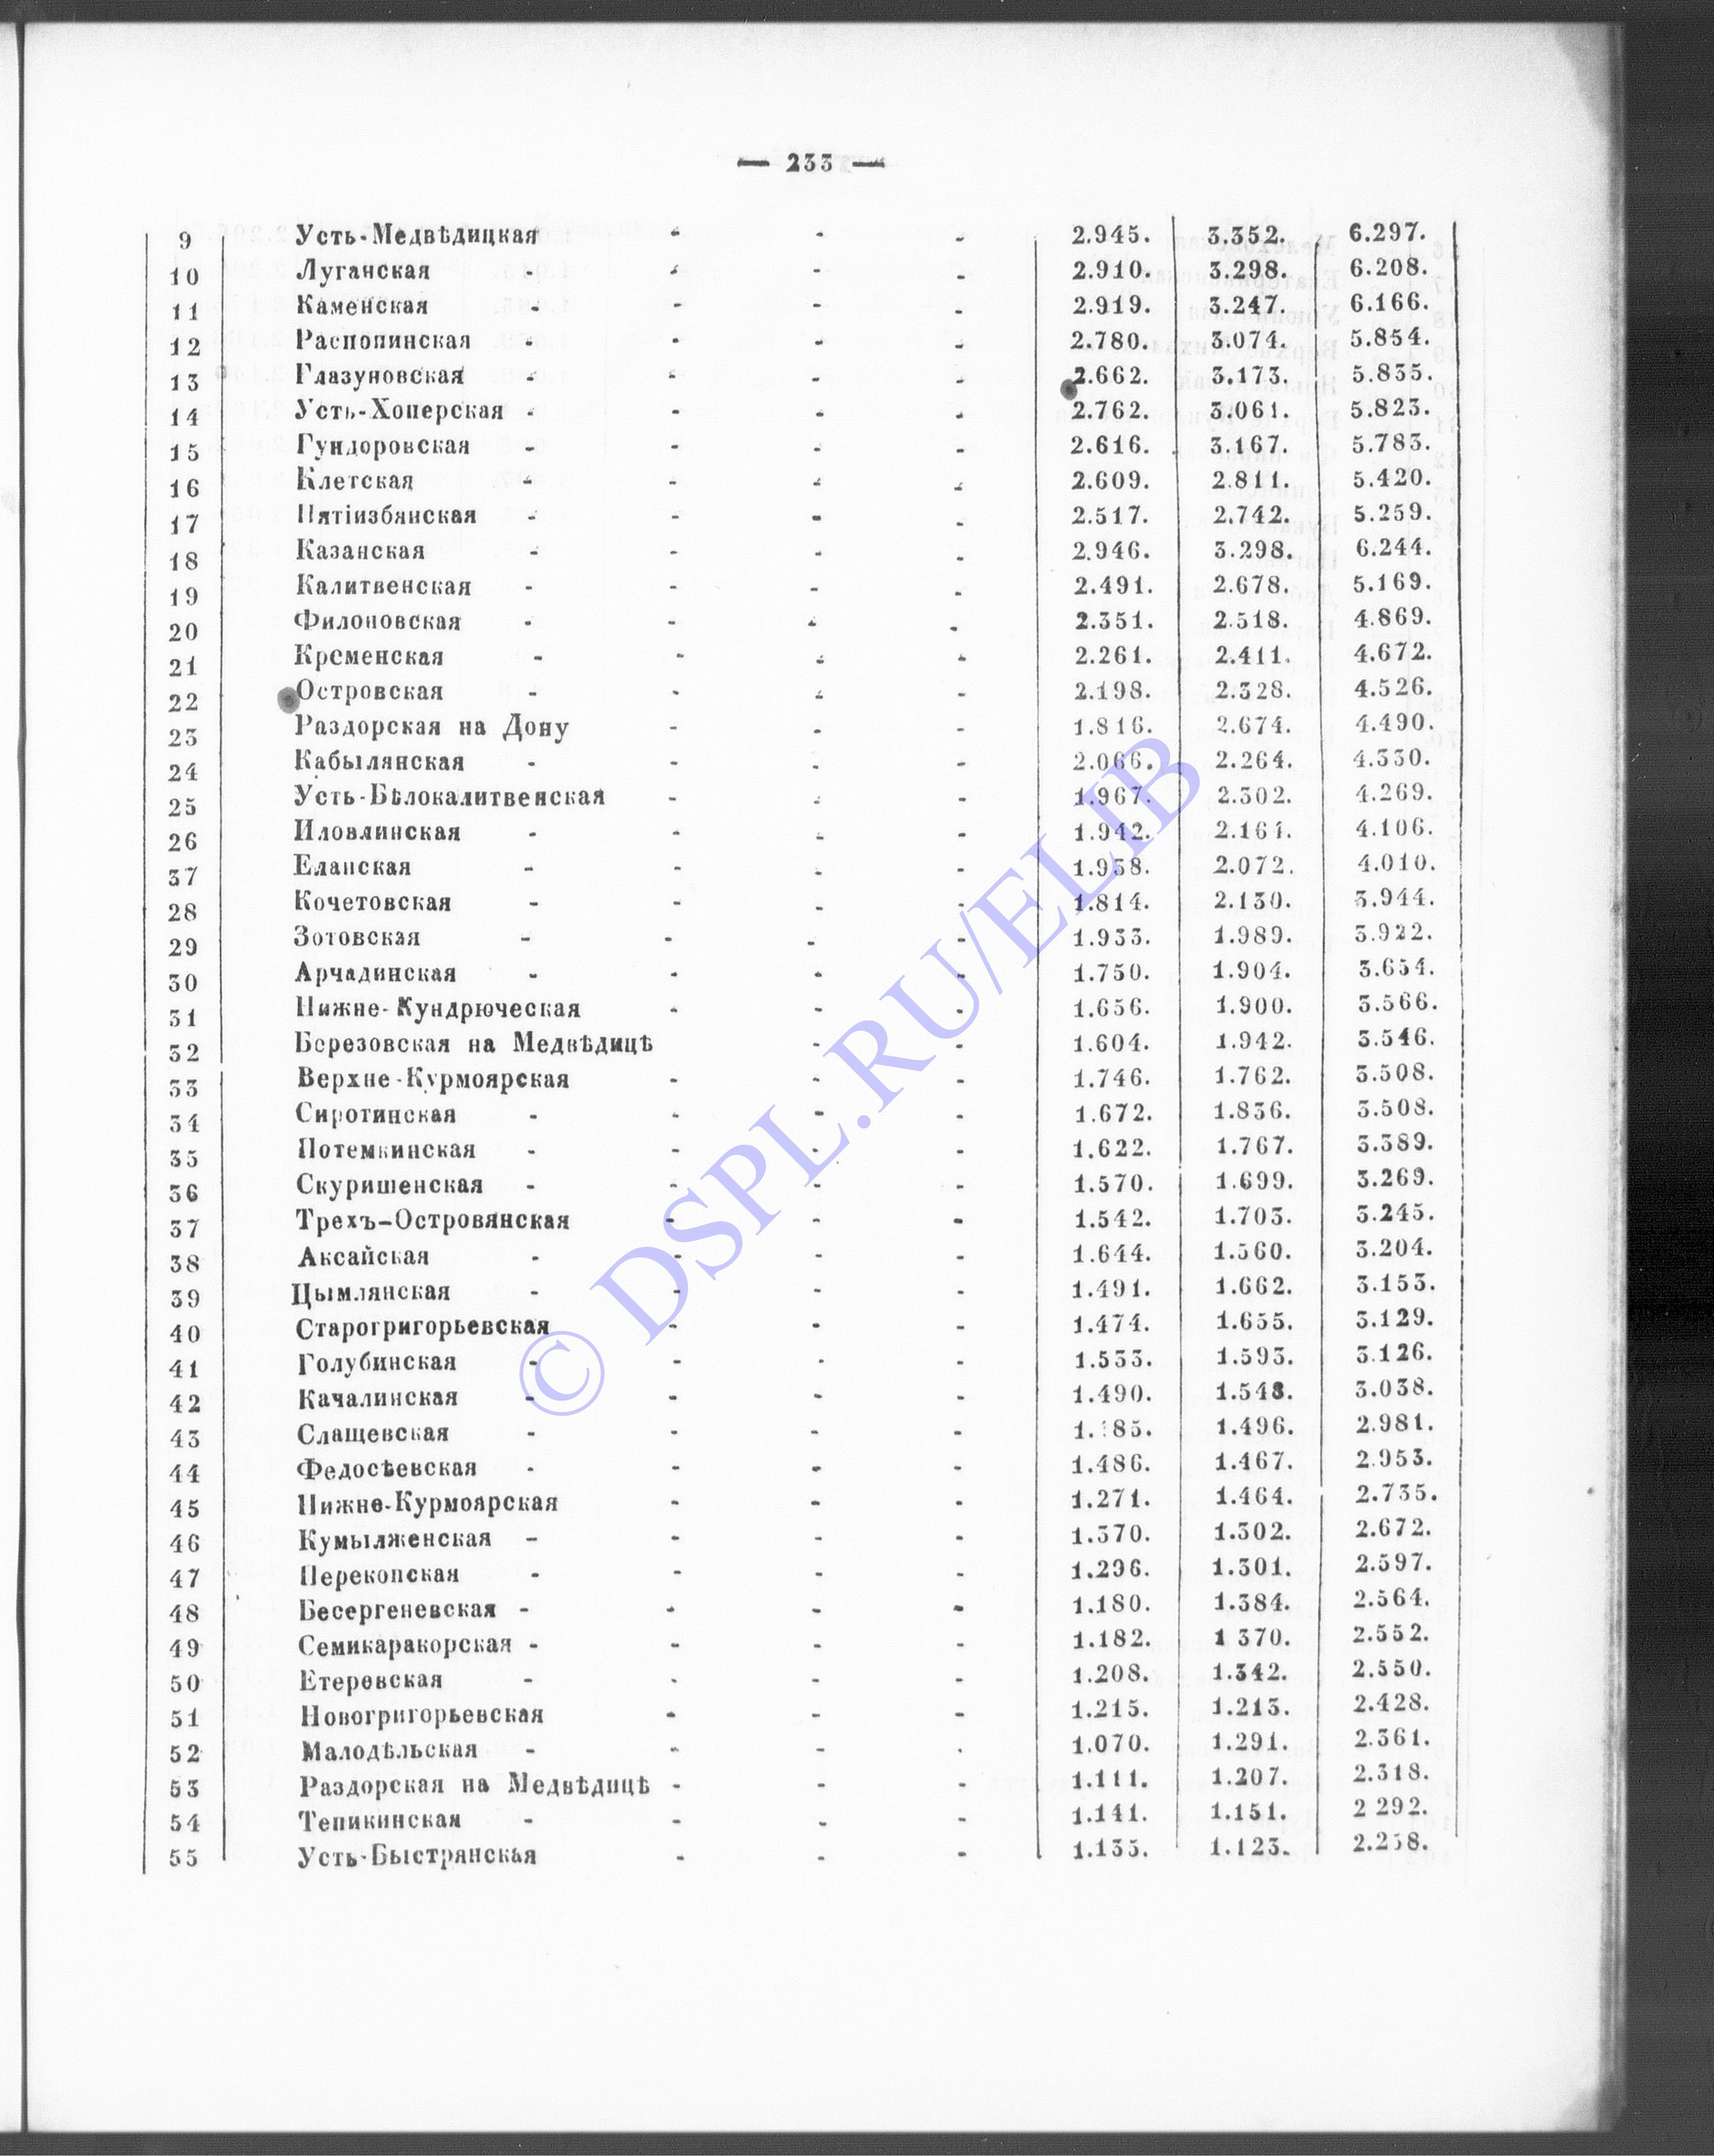 — 233 —
9 Усть-Медвѣдицкая - - - 2.945. 3.352. 6.297.
10 Луганская - - - - 2.910. 3.298. 6.208.
11 Каменская - - - - 2.919. 3.247. 6.166.
12 Распопинская - - - - 2.780. 3.074. 5.854.
13 Глазуновская - - - - 2.662. 3.173. 5.835.
14 Усть-Хоперская - - - - 2.762. 3.061. 5.823.
15 Гундоровская - - - - 2.616. 3.167. 5.783.
16 Клетская - - - - 2.609. 2.811. 5.420.
17 Пятіизбянская - - - - 2.517. 2.742. 5.259.
18 Казанская - - - - 2.946. 3.298. 6.244.
19 Калитвенская - - - - 2.491. 2.678. 5.169.
20 Филоновская - - - - 2.351. 2.518. 4.869.
21 Кременская - - - - 2.261. 2.411. 4.672.
22 Островская - - - - 2.198. 2.328. 4.526.
23 Раздорская на Дону - - - 1.816. 2.674. 4.490.
24 Кабылянская - - - - 2.066. 2.264. 4.330.
25 Усть-Бѣлокалитвенская - - - 1.967. 2.302. 4.269.
26 Иловлинская - - - - 1.942. 2.164. 4.106.
37 Еланская - - - - 1.938. 2.072. 4.010.
28 Кочетовская - - - - 1.814. 2.130. 3.944.
29 Зотовская - - - - 1.933. 1.989. 3.922.
30 Арчадинская - - - - 1.750. 1.904. 3.654.
31 Нижне-Кундрюческая - - - 1.656. 1.900. 3.566.
32 Березовская на Медвѣдицѣ - - 1.604. 1.942. 3.546.
33 Верхне-Курмоярская - - - 1.746. 1.762. 3.508.
34 Сиротинская - - - - 1.672. 1.836. 3.508.
35 Потемкинская - - - - 1.622. 1.767. 3.389.
36 Скуришенская - - - - 1.570. 1.699. 3.269.
37 Трехъ-Островянская - - - 1.542. 1.703. 3.245.
38 Аксайская - - - - 1.644. 1.560. 3.204.
39 Цымлянская - - - - 1.491. 1.662. 3.153.
40 Старогригорьевская - - - 1.474. 1.655. 3.129.
41 Голубинская - - - - 1.533. 1.593. 3.126.
42 Качалинская - - - - 1.490. 1.548. 3.038.
43 Слащевская - - - - 1.496. 2.981.
44 Федосѣевская - - - - 1.486. 1.467. 2.953.
45 Нижне-Курмоярская - - - 1.271. 1.464. 2.735.
46 Кумылженская - - - - 1.370. 1.302. 2.672.
47 Перекопская - - - - 1.296. 1.301. 2.597.
48 Бесергеневская - - - - 1.180. 1.384. 2.564.
49 Семикаракорская - - - - 1.182. 1 370. 2.552.
50 Етеревская - - - - 1.208. 1.342. 2.550.
51 Новогригорьевская - - - 1.215. 1.213. 2.428.
52 Малодѣльская - - - - 1.070. 1.291. 2.361.
53 Раздорская на Медвѣдицѣ - - - 1.111. 1.207. 2.318.
54 Тепикинская - - - - 1.141. 1.151. 2 292.
55 Усть-Быстрянская - - - 1.135. 1.123. 2.258.
© DSPL.RU/ELIB